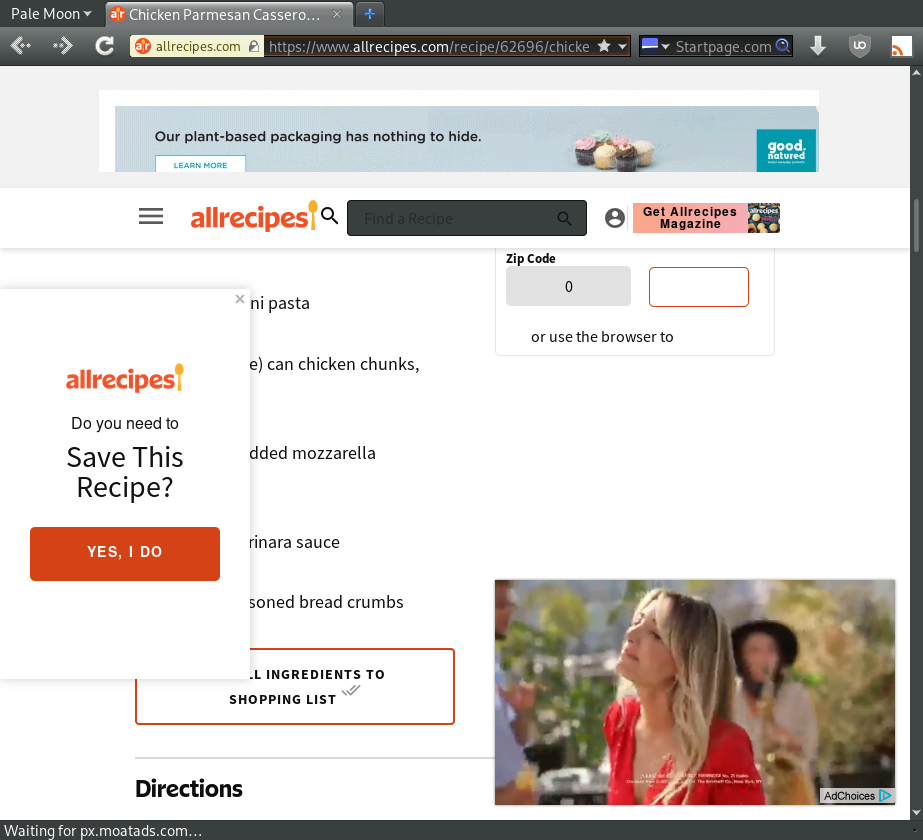 Pale Moon
Chicken Parmesan Cassero...
allrecipes.com
https://www.allrecipes.com/recipe/62696/chicke
Startpage.com
Our plant-based packaging has nothing to hide.
LEARN MORE
good.
natured
allrecipes
Find a Recipe
Get Allrecipes
Magazine
allrecipes
Zip Code
0
or use the browser to
ni pasta
e) can chicken chunks,
dded mozzarella
rinara sauce
soned bread crumbs
allrecipes
Do you need to
Save This
Recipe?
YES, I DO
LL INGREDIENTS TO
SHOPPING LIST
Directions
AdChoices
Waiting for px.moatads.com...